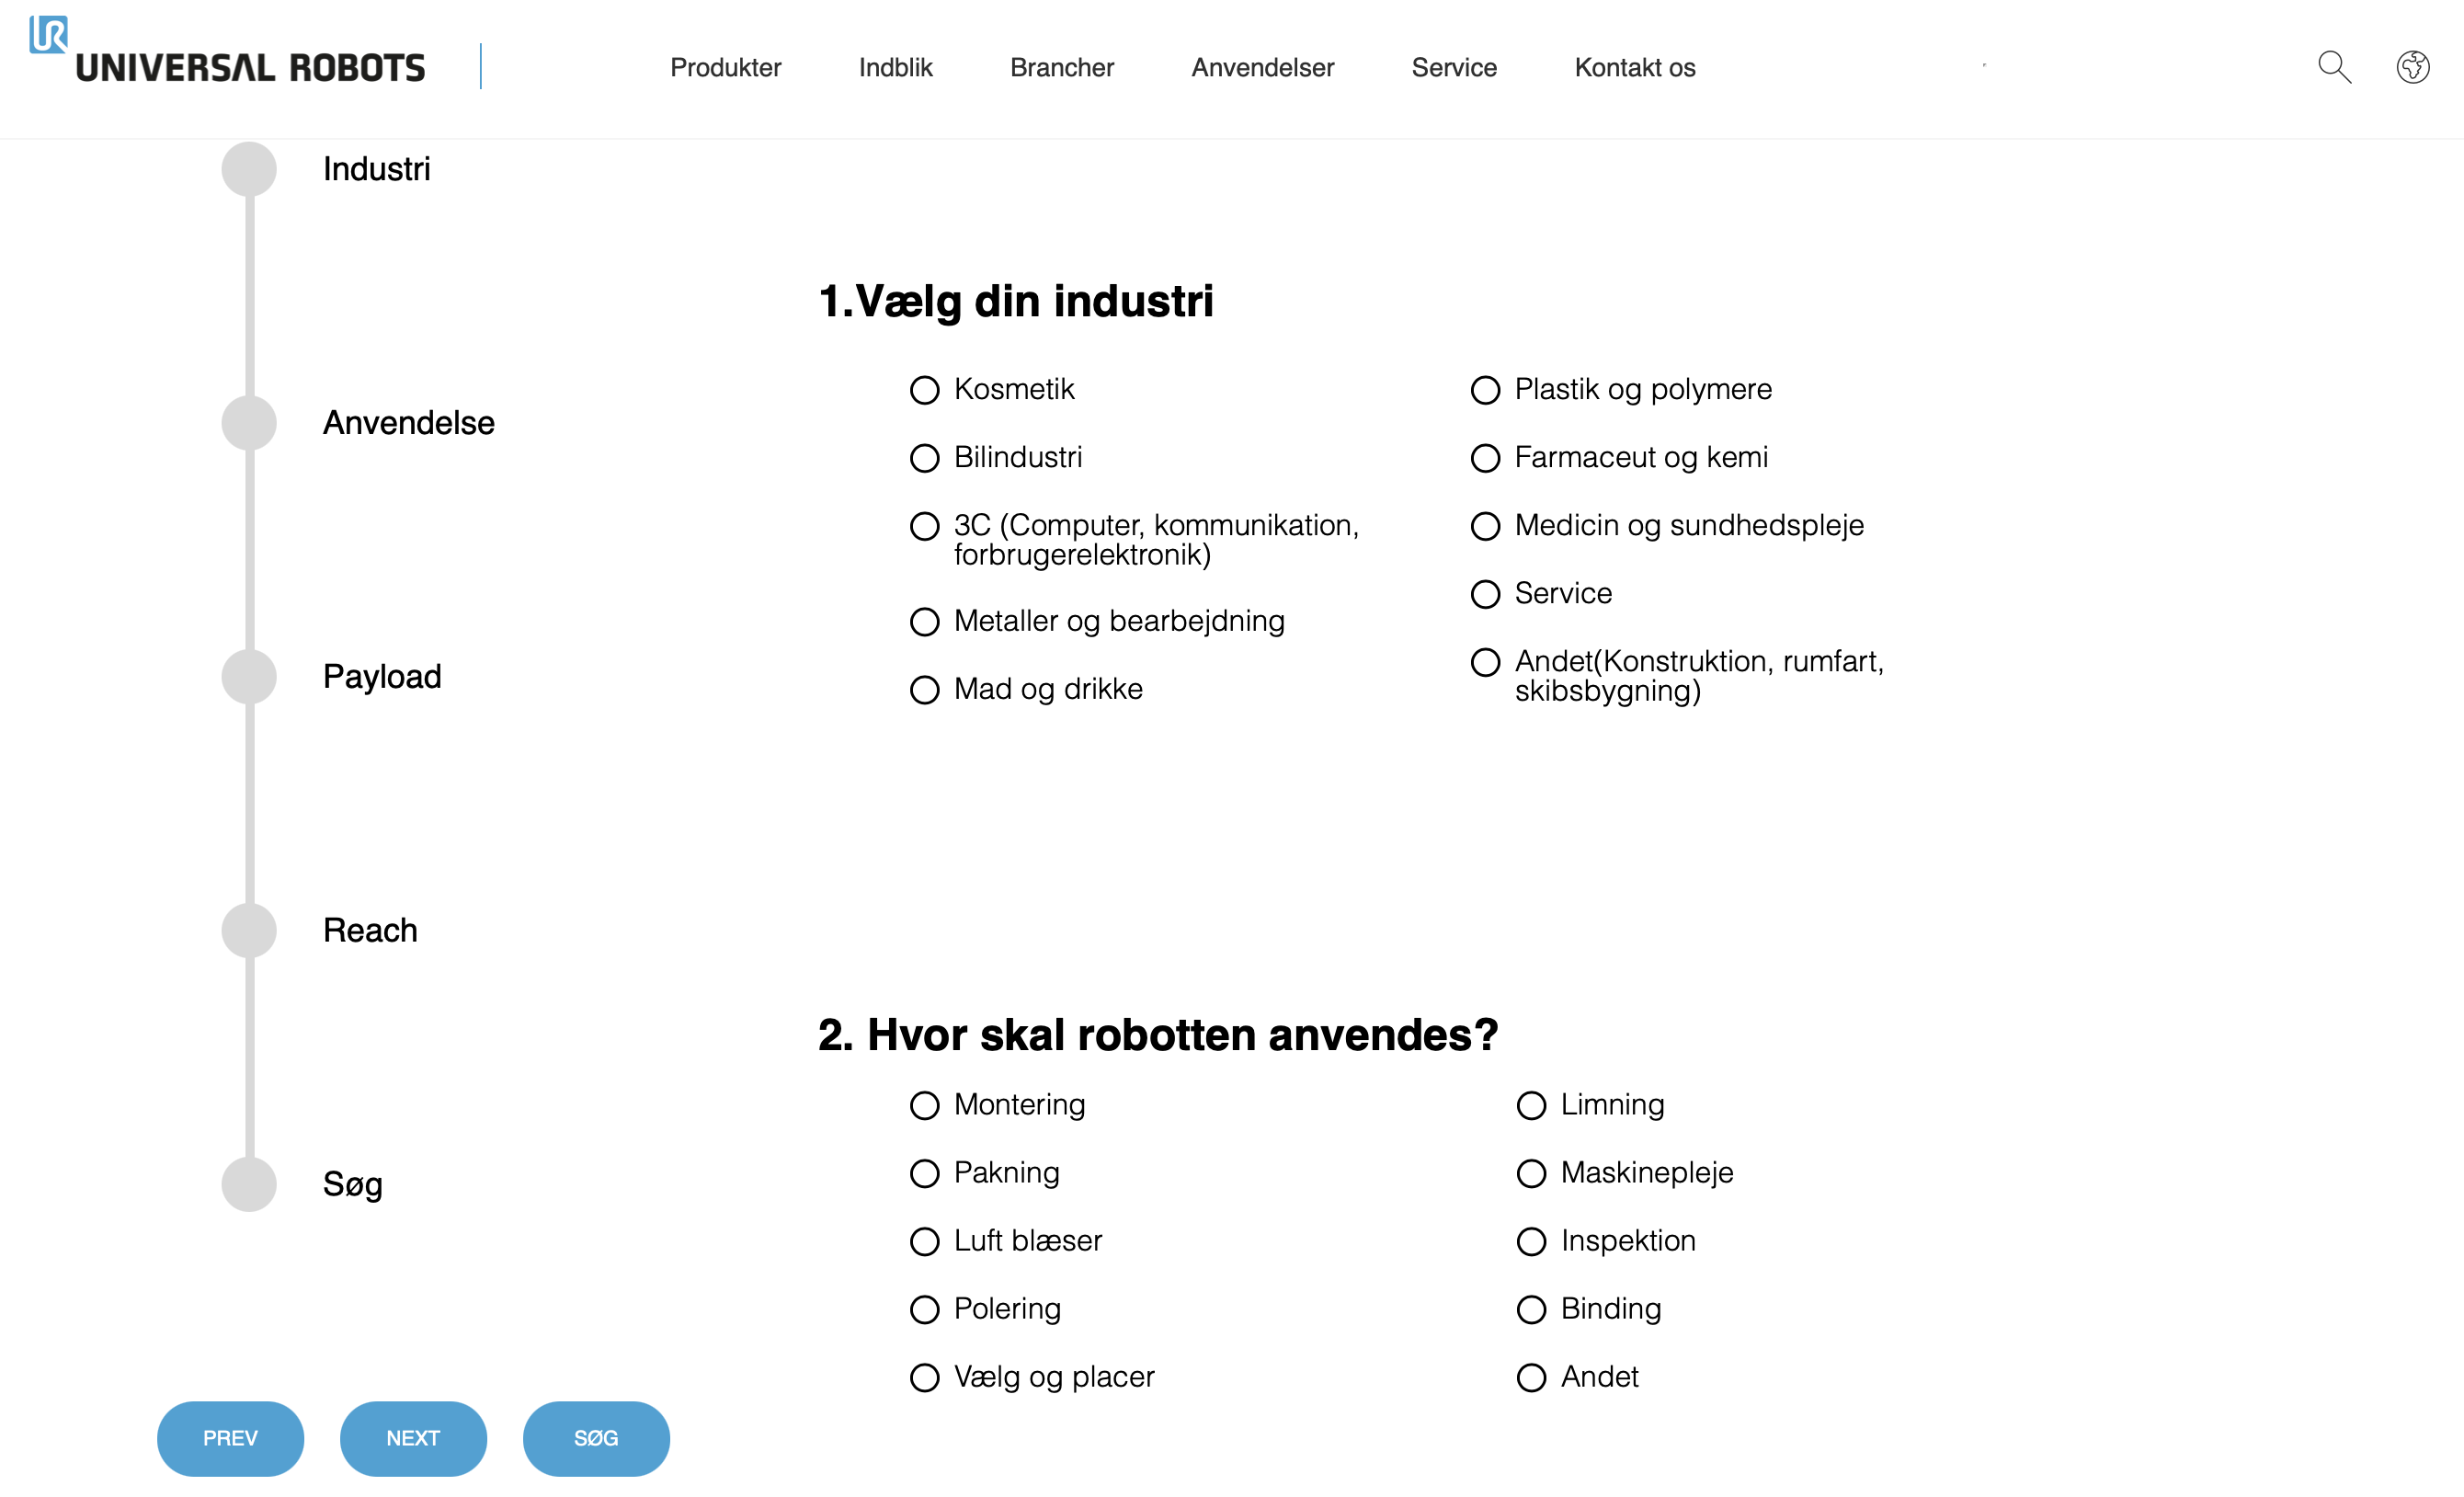 UR
UNIVERSAL ROBOTS
Produkter
Indblik
Brancher
Anvendelser
Service
Kontakt os
Industri
Anvendelse
Payload
Reach
Søg
PREV
NEXT
SØG
1.Vælg din industri
Kosmetik
Bilindustri
3C (Computer, kommunikation,
forbrugerelektronik)
Metaller og bearbejdning
Mad og drikke
Plastik og polymere
Farmaceut og kemi
Medicin og sundhedspleje
Service
Andet(Konstruktion, rumfart,
skibsbygning)
2. Hvor skal robotten anvendes?
Montering
Pakning
Luft blæser
Polering
Vælg og placer
Limning
Maskinepleje
Inspektion
Binding
Andet